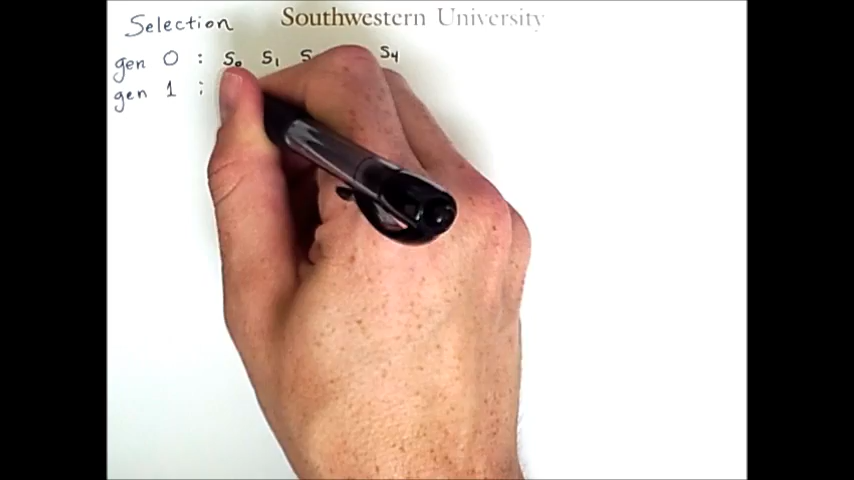 Southwestern University
Selection
gen 0 : S₀ S₁ S S₄
gen 1 :